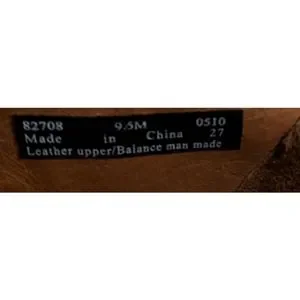 82708 9.5M 0510
Made in China 27
Leather upper/Balance man made